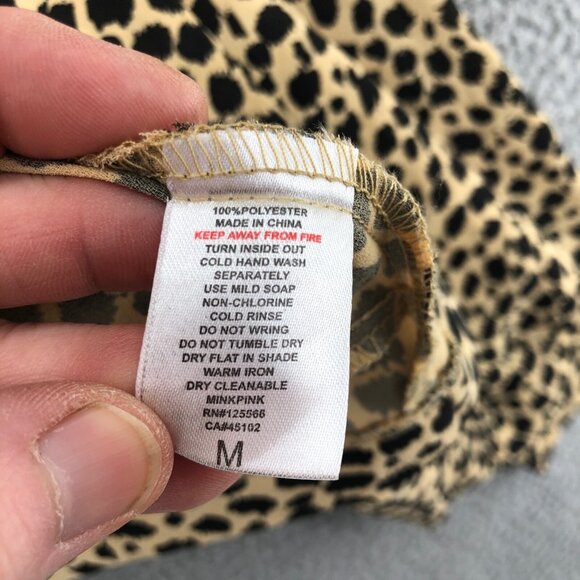 100%POLYESTER
MADE IN CHINA
KEEP AWAY FROM FIRE
TURN INSIDE OUT
COLD HAND WASH
SEPARATELY
USE MILD SOAP
NON-CHLORINE
COLD RINSE
DO NOT WRING
DO NOT TUMBLE DRY
DRY FLAT IN SHADE
WARM IRON
DRY CLEANABLE
MINKPINK
RN#125566
CA#45102
M